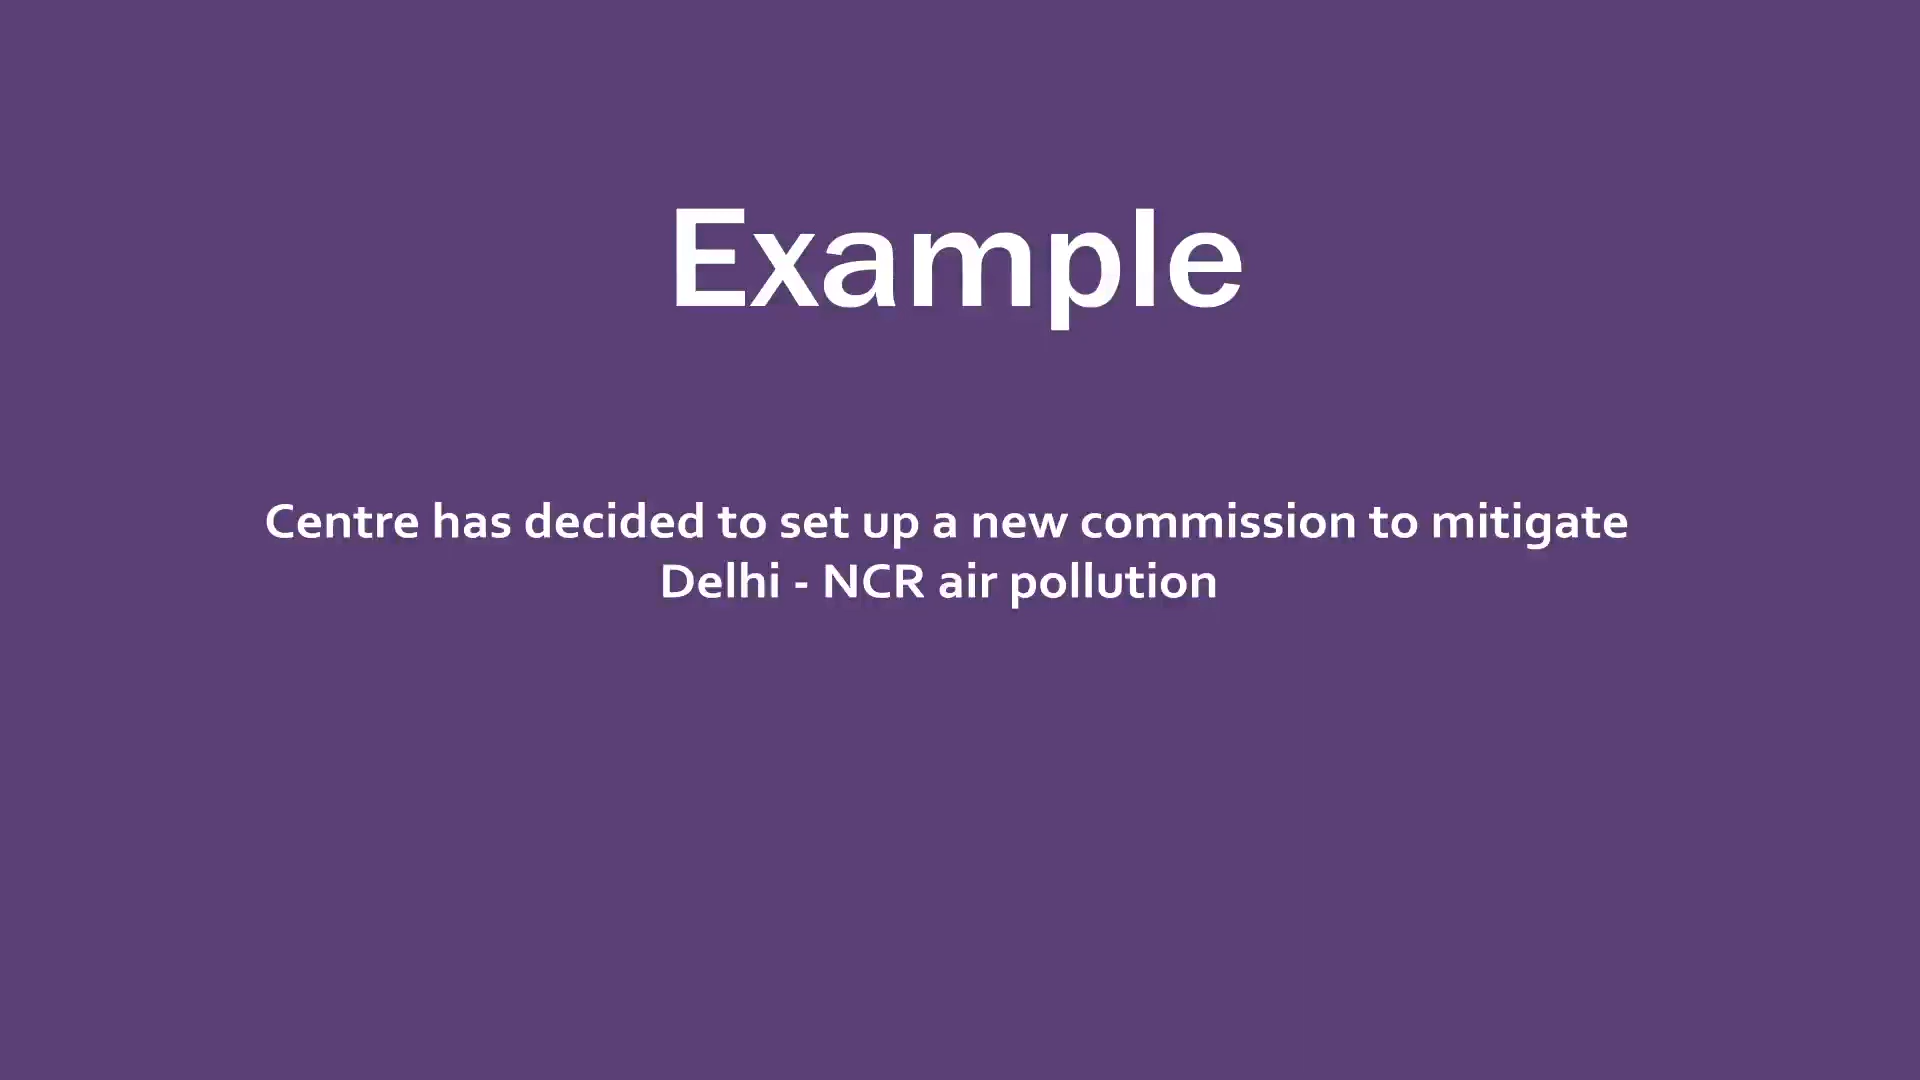 Example
Centre has decided to set up a new commission to mitigate
Delhi - NCR air pollution